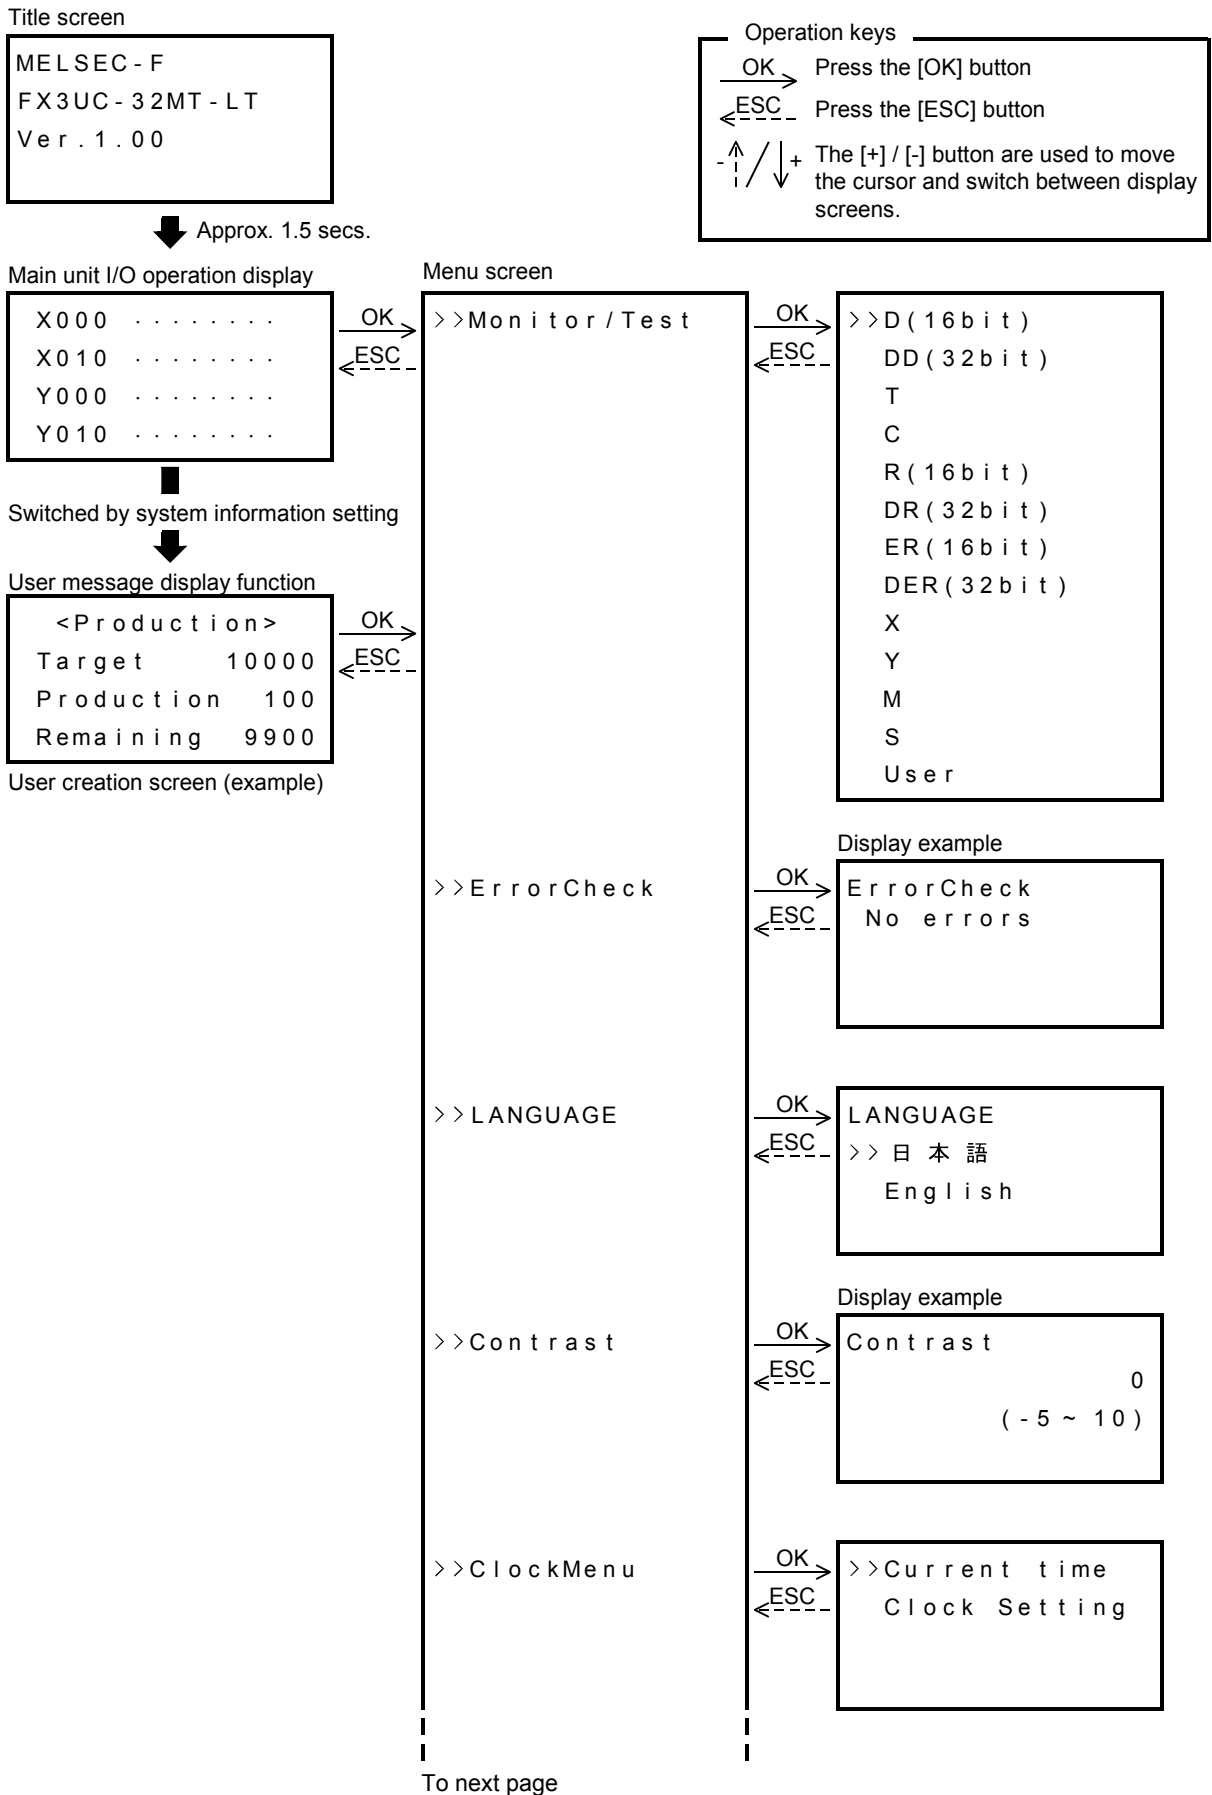 Title screen
MELSEC-F
FX3UC-32MT-LT
Ver.1.00
Approx. 1.5 secs.
Operation keys
OK Press the [OK] button
ESC Press the [ESC] button
- / + The [+] / [-] button are used to move
the cursor and switch between display
screens.
Main unit I/O operation display
X000 ········
X010 ········
Y000 ········
Y010 ········
OK
ESC
Switched by system information setting
User message display function
<Production>
Target 10000
Production 100
Remaining 9900
OK
ESC
User creation screen (example)
Menu screen
>>Monitor/Test
OK
ESC
>>D(16bit)
DD(32bit)
T
C
R(16bit)
DR(32bit)
ER(16bit)
DER(32bit)
X
Y
M
S
User
>>ErrorCheck
OK
ESC
Display example
ErrorCheck
No errors
>>LANGUAGE
OK
ESC
LANGUAGE
>>日本語
English
>>Contrast
OK
ESC
Display example
Contrast
0
(-5~10)
>>ClockMenu
OK
ESC
>>Current time
Clock Setting
To next page